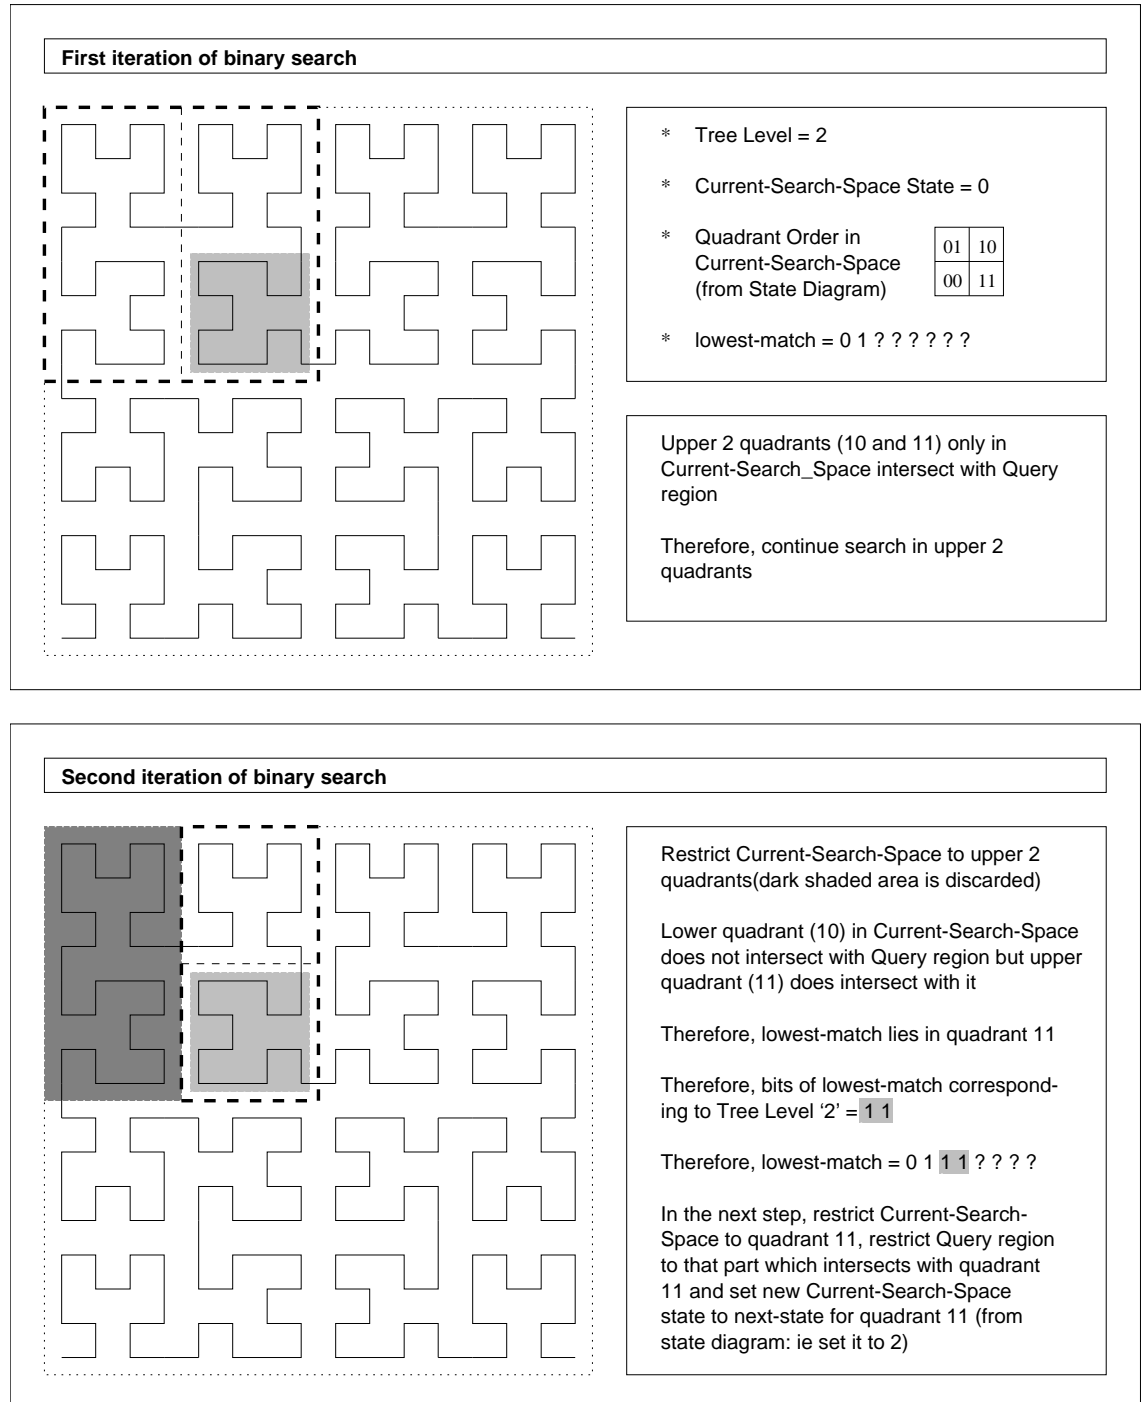 First iteration of binary search
* Tree Level = 2
* Current-Search-Space State = 0
* Quadrant Order in
Current-Search-Space
(from State Diagram)
01 10
00 11
* lowest-match = 0 1 ? ? ? ? ? ?
Upper 2 quadrants (10 and 11) only in
Current-Search_Space intersect with Query
region
Therefore, continue search in upper 2
quadrants
Second iteration of binary search
Restrict Current-Search-Space to upper 2
quadrants(dark shaded area is discarded)
Lower quadrant (10) in Current-Search-Space
does not intersect with Query region but upper
quadrant (11) does intersect with it
Therefore, lowest-match lies in quadrant 11
Therefore, bits of lowest-match correspond-
ing to Tree Level ‘2’ = 1 1
Therefore, lowest-match = 0 1 1 1 ? ? ? ?
In the next step, restrict Current-Search-
Space to quadrant 11, restrict Query region
to that part which intersects with quadrant
11 and set new Current-Search-Space
state to next-state for quadrant 11 (from
state diagram: ie set it to 2)